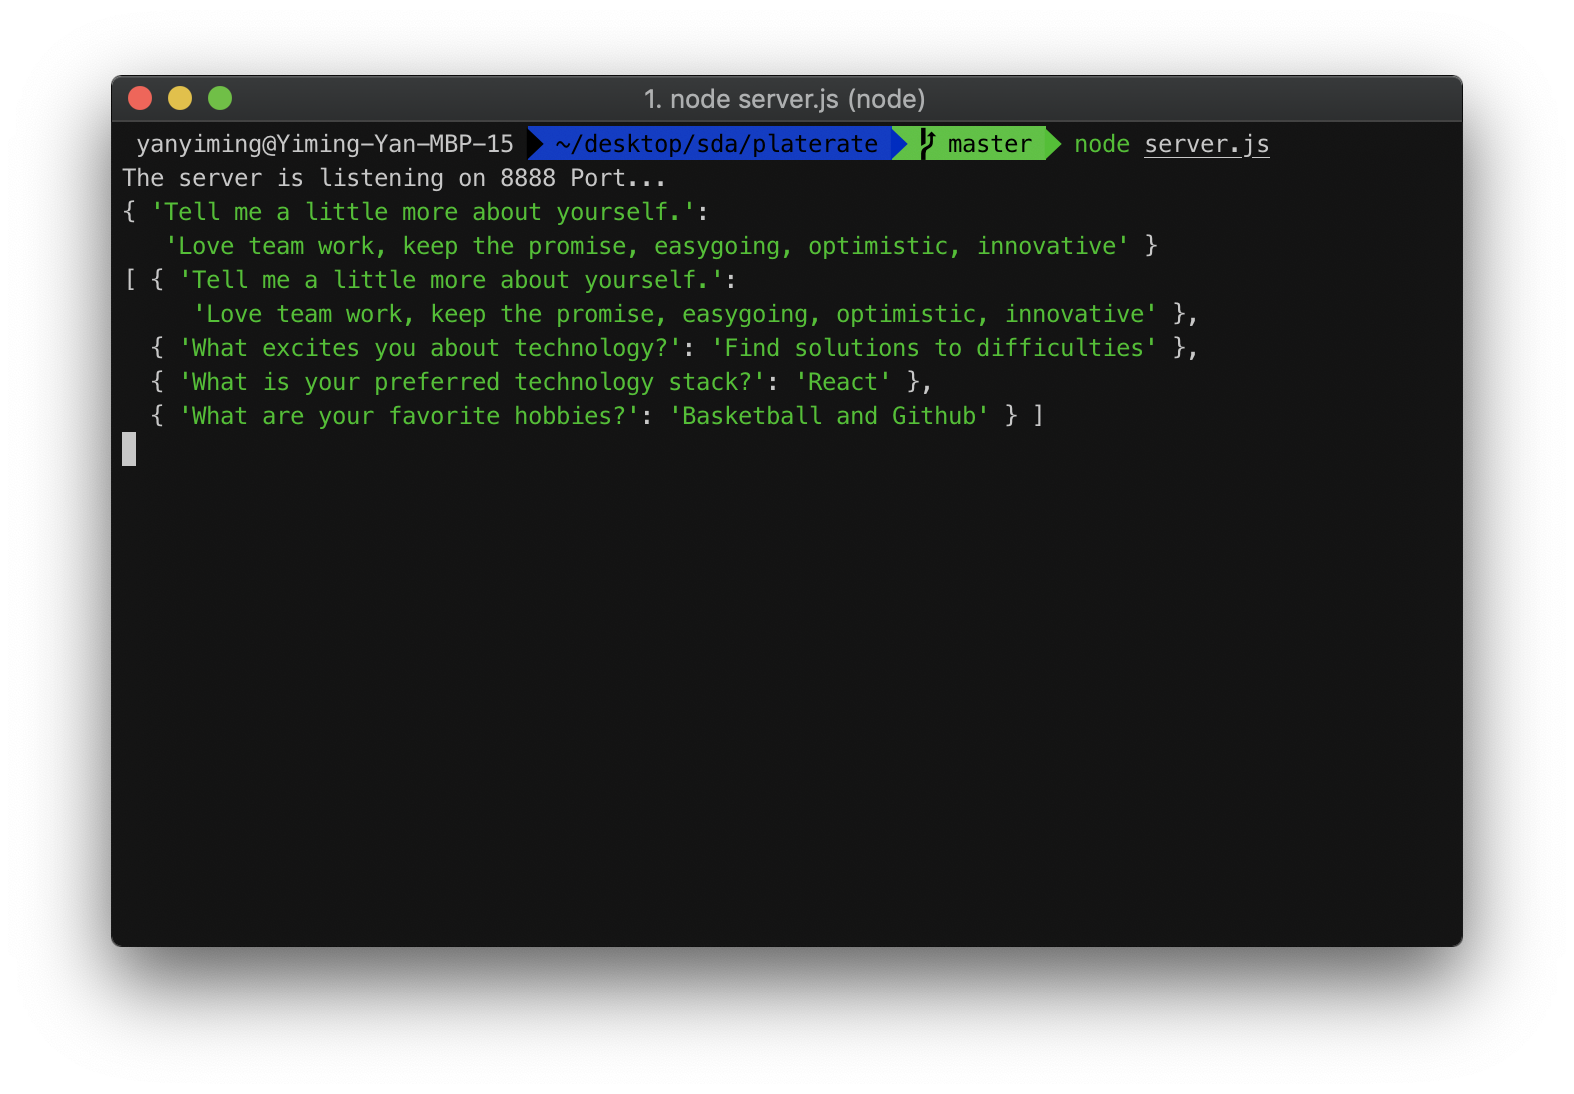 1. node server.js (node)
yanyiming@Yiming-Yan-MBP-15 ~/desktop/sda/platerate master node server.js
The server is listening on 8888 Port...
{ 'Tell me a little more about yourself.':
   'Love team work, keep the promise, easygoing, optimistic, innovative' }
[ { 'Tell me a little more about yourself.':
     'Love team work, keep the promise, easygoing, optimistic, innovative' },
  { 'What excites you about technology?': 'Find solutions to difficulties' },
  { 'What is your preferred technology stack?': 'React' },
  { 'What are your favorite hobbies?': 'Basketball and Github' } ]